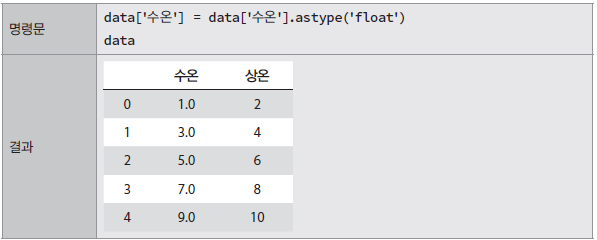 명령문
data['수온'] = data['수온'].astype('float')
data
결과
수온 상온
0 1.0 2
1 3.0 4
2 5.0 6
3 7.0 8
4 9.0 10